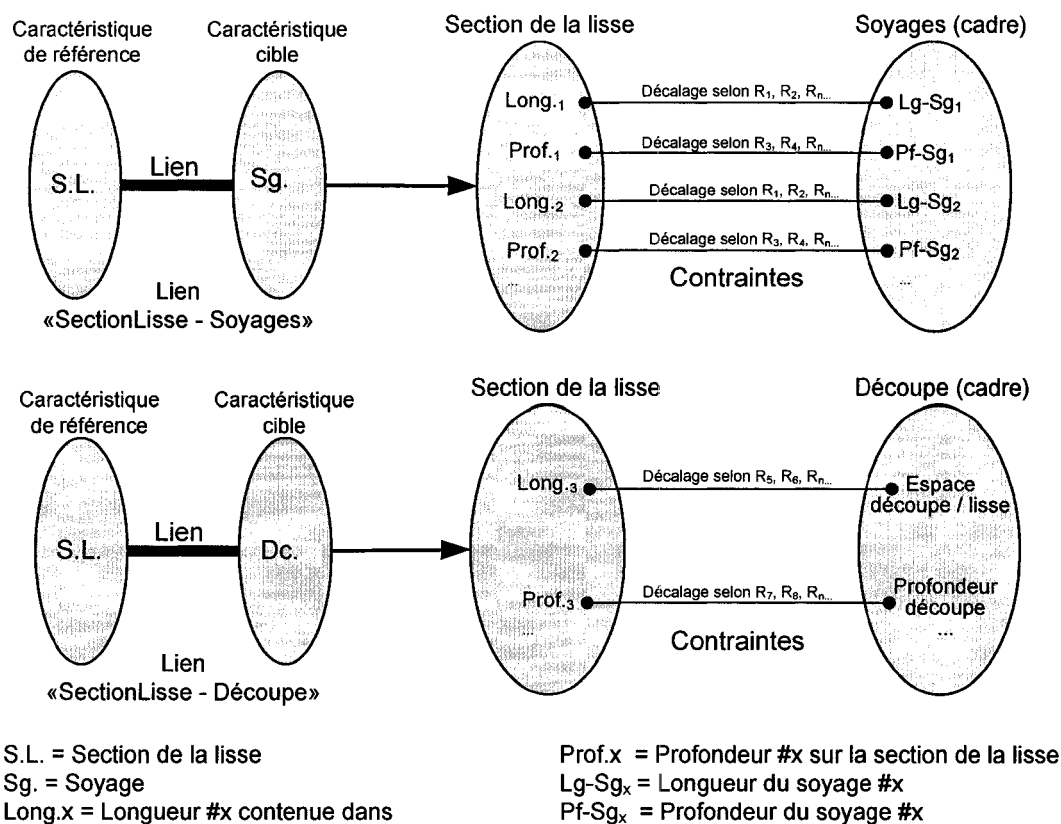 Caractéristique
de référence
Caractéristique
cible
Section de la lisse
Soyages (cadre)
S.L.
Lien
Sg.
Long.₁
Décalage selon R₁, R₂, Rₙ...
Lg-Sg₁
Prof.₁
Décalage selon R₃, R₄, Rₙ...
Pf-Sg₁
Long.₂
Décalage selon R₁, R₂, Rₙ...
Lg-Sg₂
Prof.₂
Décalage selon R₃, R₄, Rₙ...
Pf-Sg₂
...
Contraintes
...
Lien
«SectionLisse - Soyages»
Caractéristique
de référence
Caractéristique
cible
Section de la lisse
Découpe (cadre)
S.L.
Lien
Dc.
Long.₃
Décalage selon R₅, R₆, Rₙ...
Espace
découpe / lisse
Prof.₃
Décalage selon R₇, R₈, Rₙ...
Profondeur
découpe
...
Contraintes
...
Lien
«SectionLisse - Découpe»
S.L. = Section de la lisse
Sg. = Soyage
Long.x = Longueur #x contenue dans
Prof.x = Profondeur #x sur la section de la lisse
Lg-Sgₓ = Longueur du soyage #x
Pf-Sgₓ = Profondeur du soyage #x